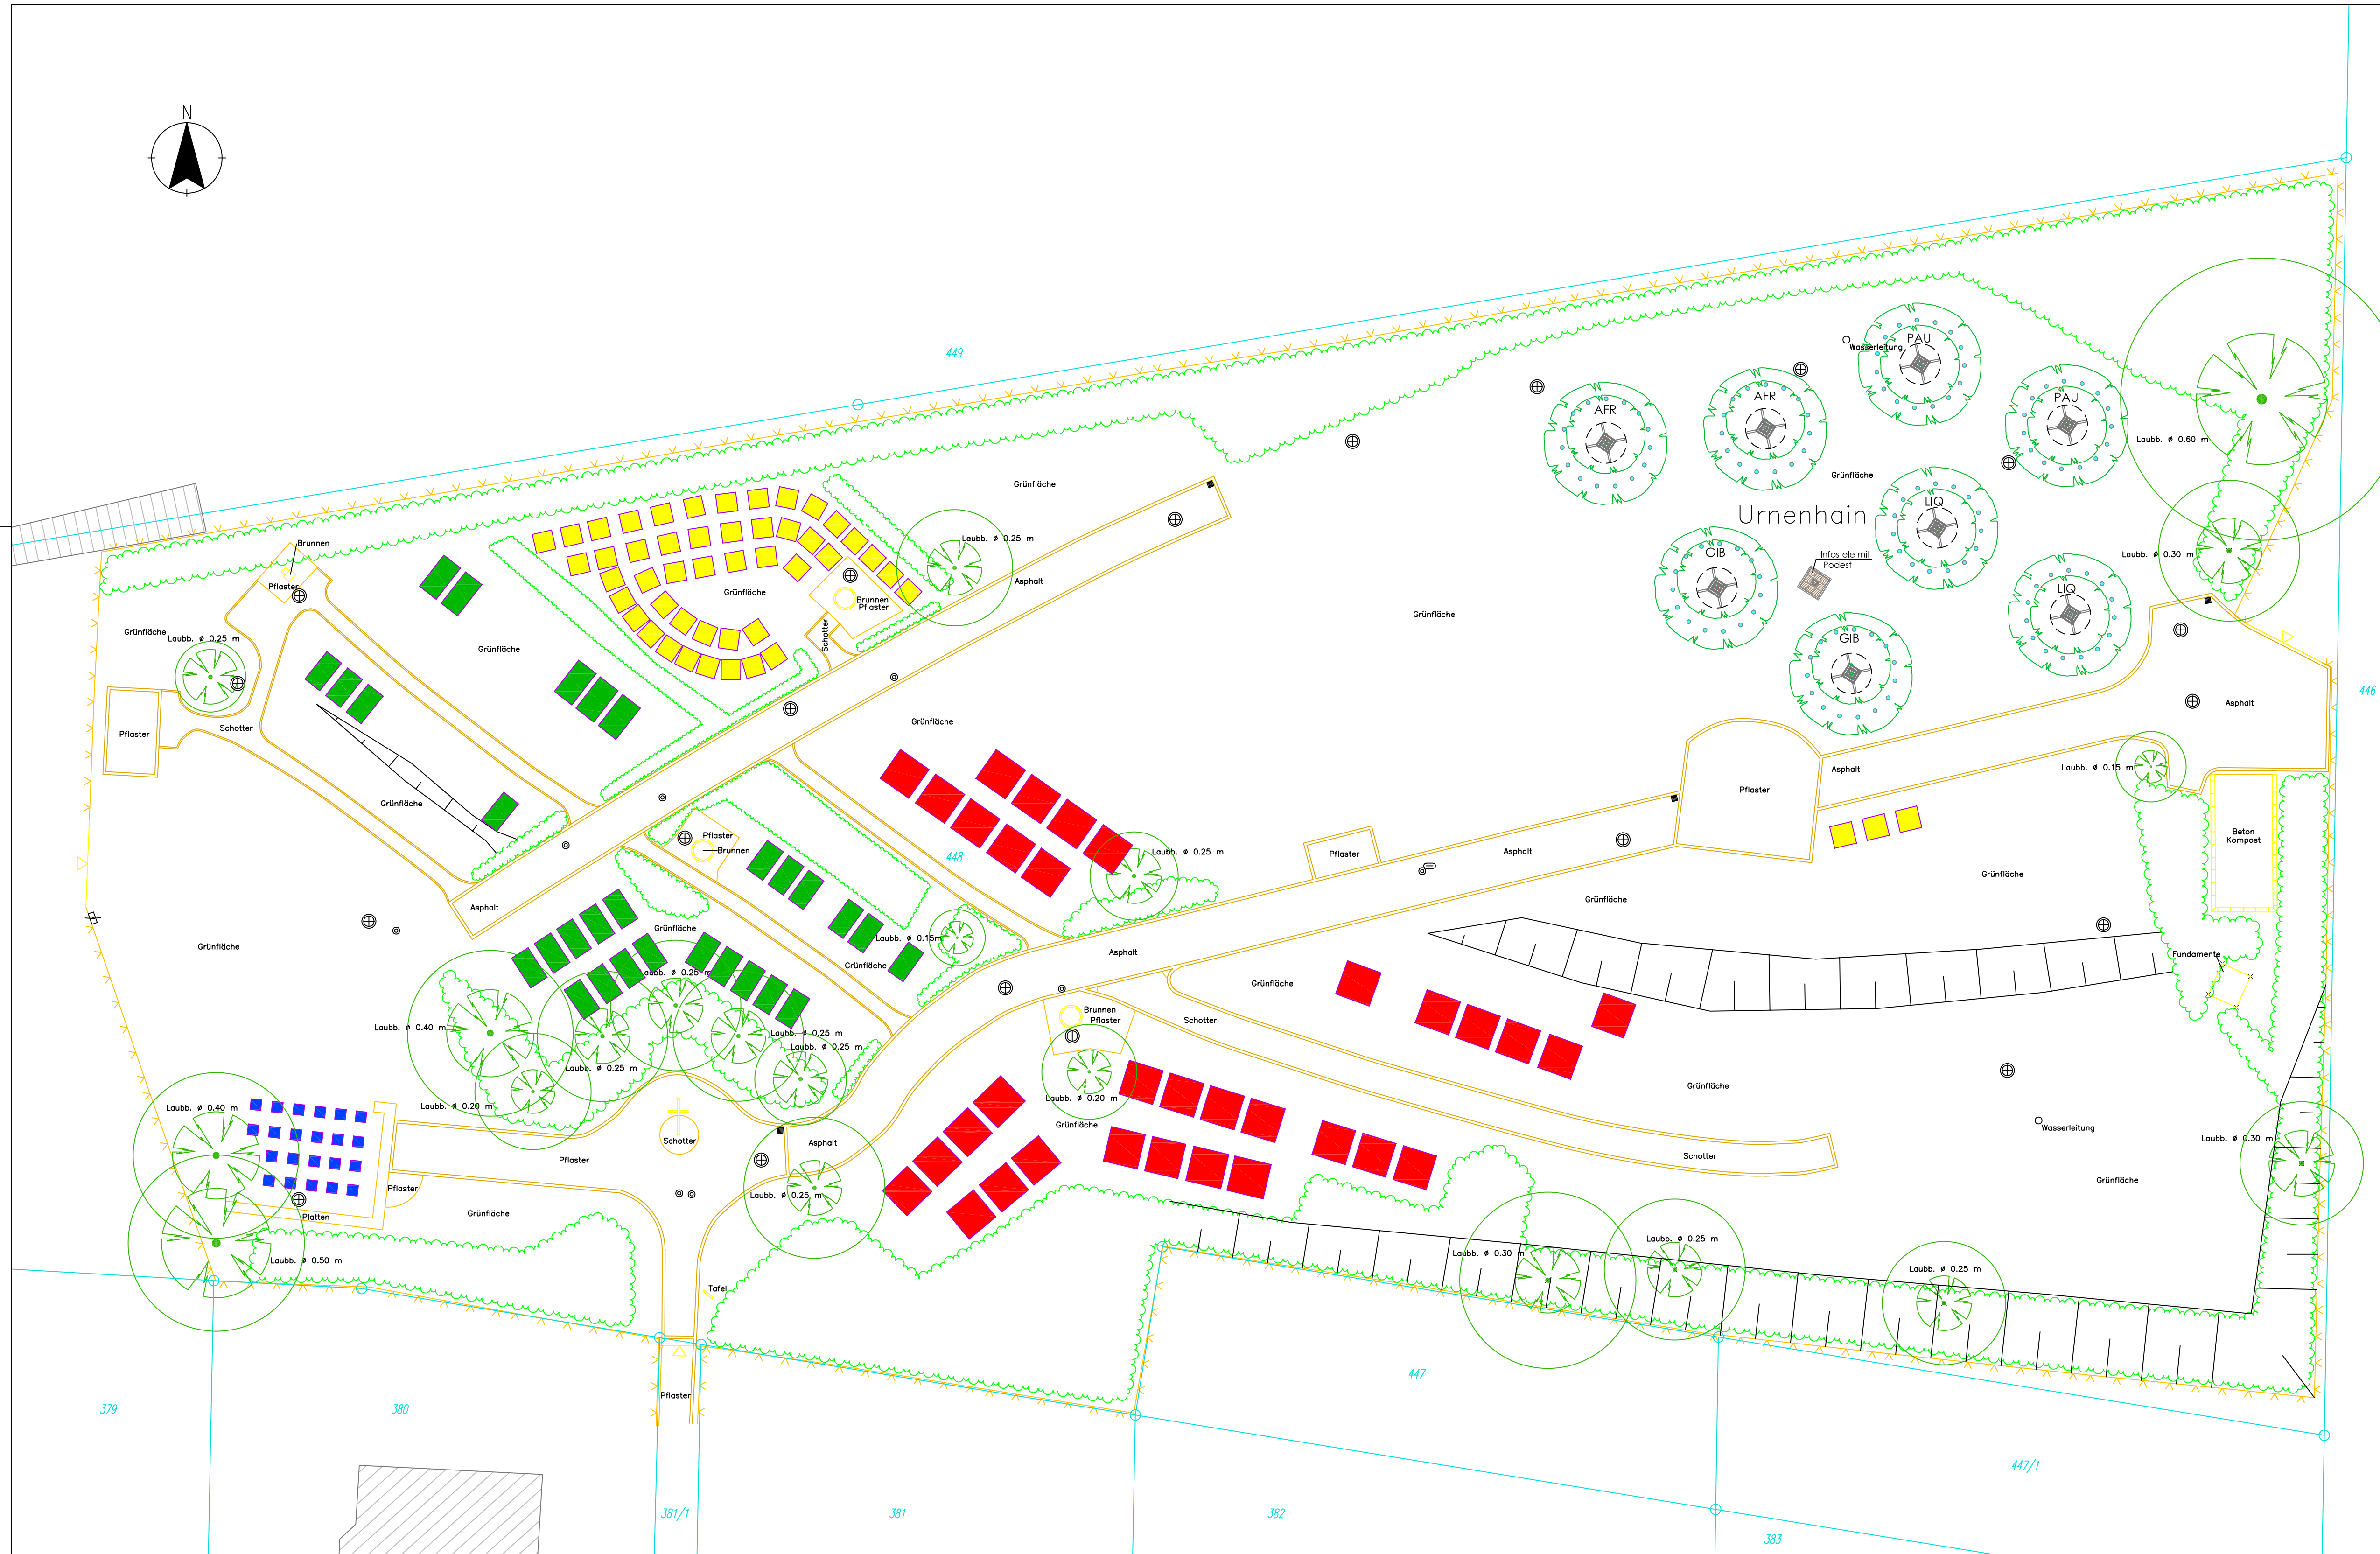 N
449
PAU
Wasserleitung
AFR
AFR
PAU
Laubb. ø 0.60 m
Grünfläche
Grünfläche
LIQ
Urnenhain
Laubb. ø 0.25 m
Brunnen
GIB
Infostelle mit
Podest
Laubb. ø 0.30 m
Asphalt
Pflaster
Grünfläche
LIQ
Brunnen
Pflaster
Grünfläche
Grünfläche
Laubb. ø 0.25 m
Schotter
GIB
Grünfläche
446
Asphalt
Grünfläche
Schotter
Pflaster
Asphalt
Laubb. ø 0.15 m
Pflaster
Grünfläche
Beton
Kompost
Pflaster
Brunnen
448
Laubb. ø 0.25 m
Pflaster
Asphalt
Grünfläche
Grünfläche
Asphalt
Grünfläche
Laubb. ø 0.15m
Grünfläche
Asphalt
Fundamente
Grünfläche
Laubb. ø 0.25 m
Grünfläche
Brunnen
Pflaster
Schotter
Laubb. ø 0.40 m
Laubb. ø 0.25 m
Laubb. ø 0.25 m
Laubb. ø 0.25 m
Grünfläche
Laubb. ø 0.20 m
Laubb. ø 0.40 m
Laubb. ø 0.20 m
Grünfläche
Wasserleitung
Schotter
Asphalt
Laubb. ø 0.30 m
Pflaster
Schotter
Grünfläche
Pflaster
Laubb. ø 0.25 m
Platten
Grünfläche
Laubb. ø 0.50 m
Laubb. ø 0.30 m
Laubb. ø 0.25 m
Laubb. ø 0.25 m
Tafel
447
Pflaster
379
380
447/1
381/1
381
382
383